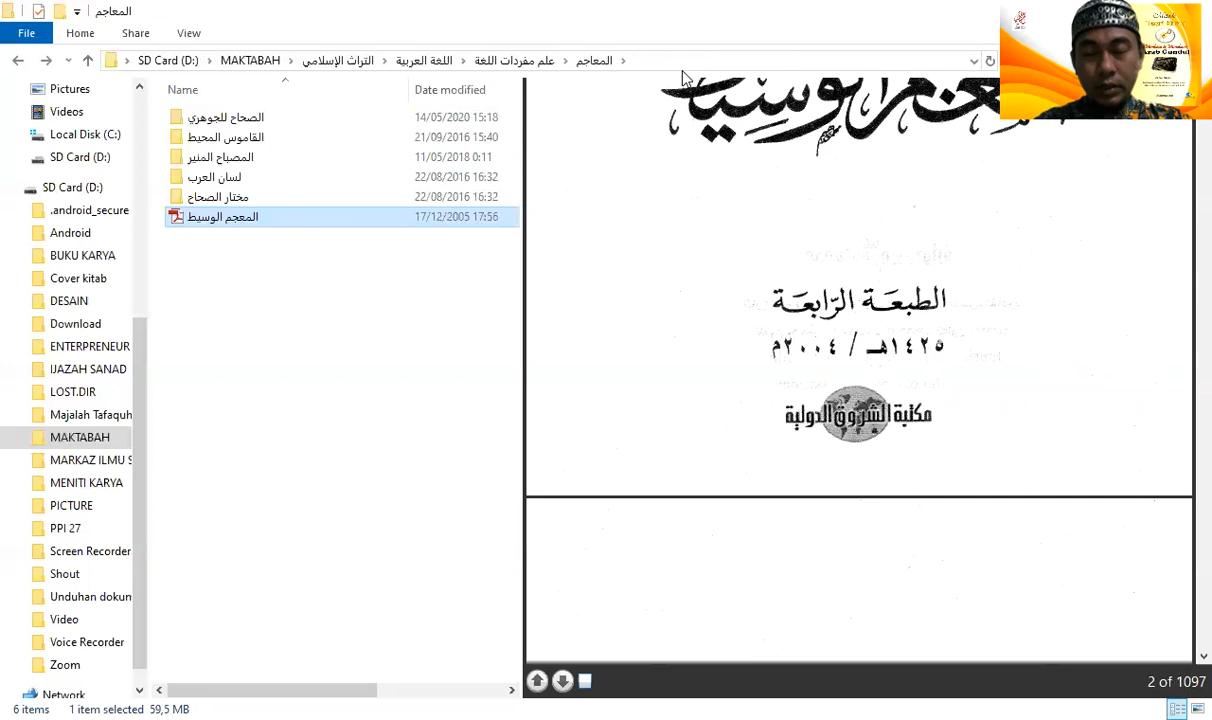 المعاجم
File
Home
Share
View
SD Card (D:)
MAKTABAH
التراث الإسلامي
اللغة العربية
علم مفردات اللغة
المعاجم
Pictures
Videos
Local Disk (C:)
SD Card (D:)
SD Card (D:)
.android_secure
Android
BUKU KARYA
Cover kitab
DESAIN
Download
ENTERPRENEUR
IJAZAH SANAD
LOST.DIR
Majalah Tafaquh
MAKTABAH
MARKAZ ILMU S
MENITI KARYA
PICTURE
PPI 27
Screen Recorder
Shout
Unduhan dokun
Video
Voice Recorder
Zoom
Network
Name
Date modified
الصحاح للجوهري
14/05/2020 15:18
القاموس المحيط
21/09/2016 15:40
المصباح المنير
11/05/2018 0:11
لسان العرب
22/08/2016 16:32
مختار الصحاح
22/08/2016 16:32
المعجم الوسيط
17/12/2005 17:56
الطبعَة الرّابعَة
١٤٢٥هـ / ٢٠٠٤م
مكتبة الشروق الدولية
2 of 1097
6 items
1 item selected
59,5 MB